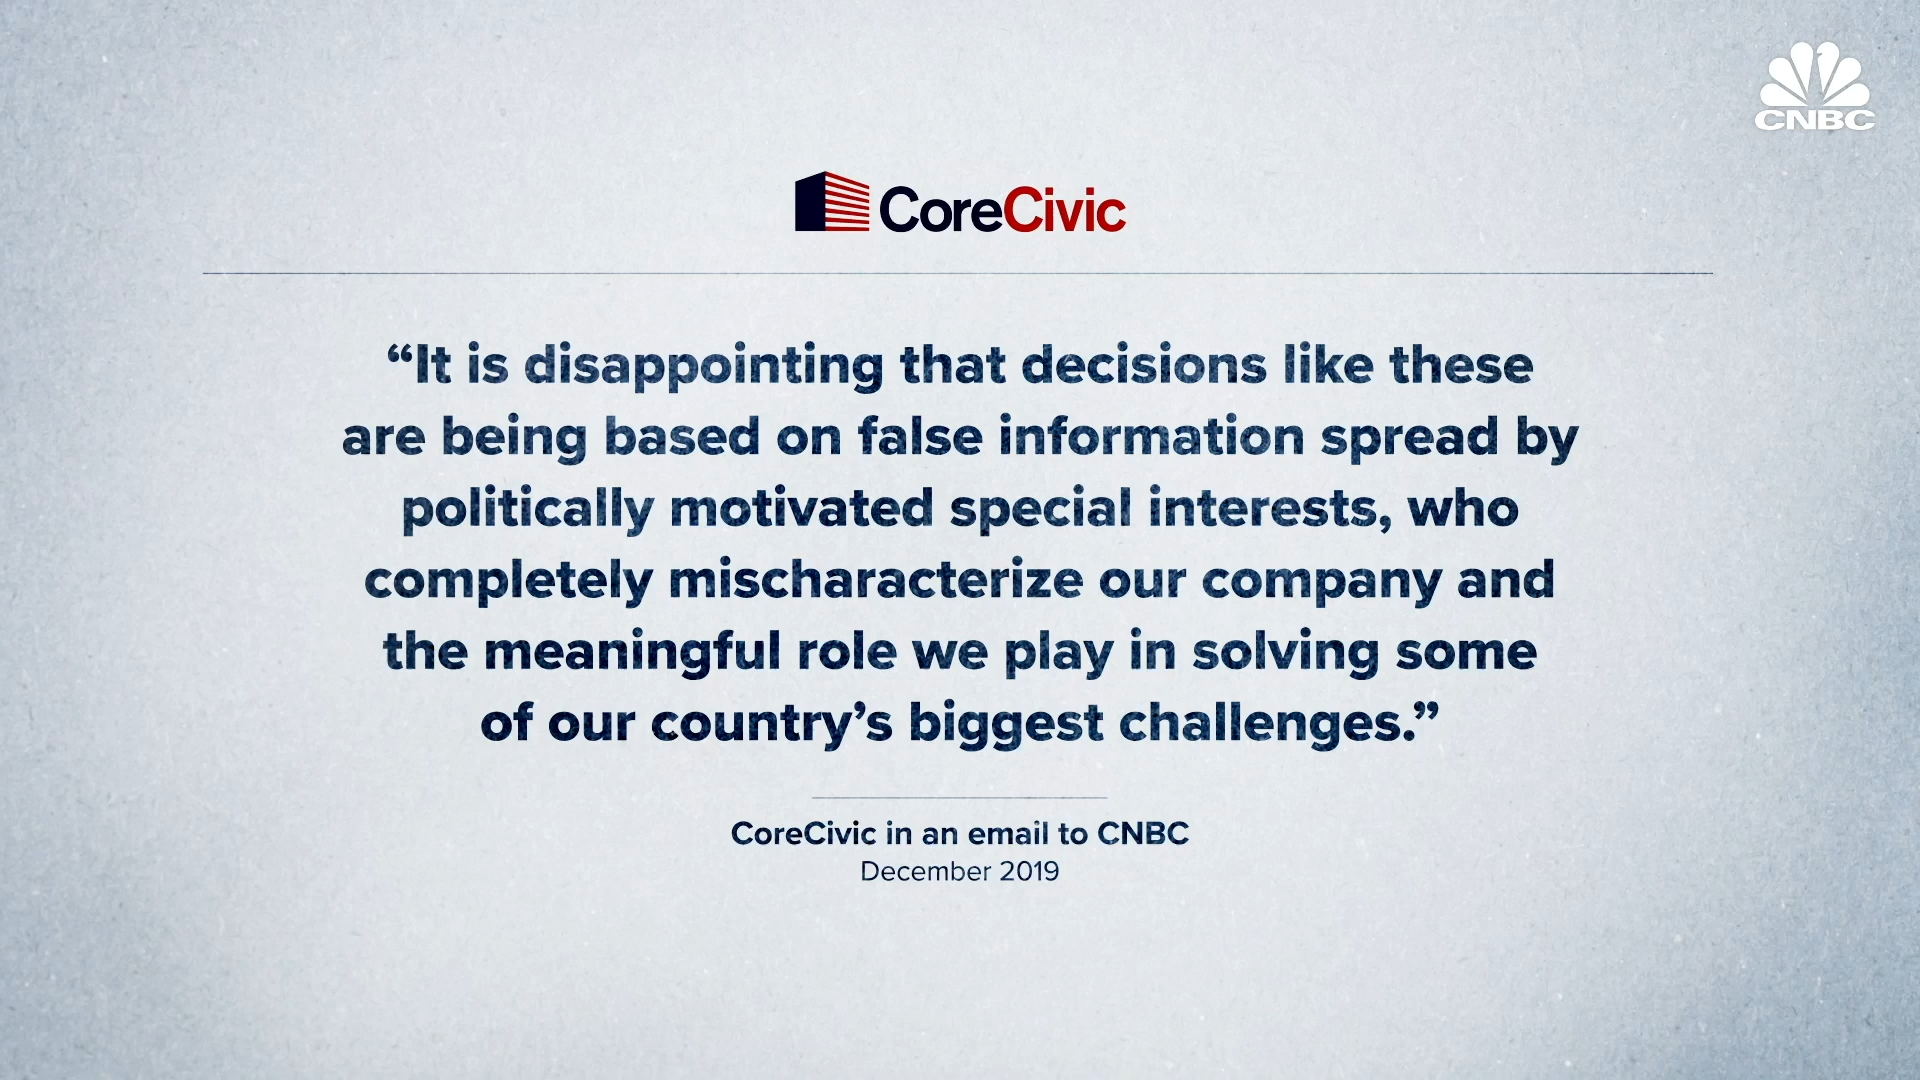 CNBC
CoreCivic
“It is disappointing that decisions like these
are being based on false information spread by
politically motivated special interests, who
completely mischaracterize our company and
the meaningful role we play in solving some
of our country’s biggest challenges.”
CoreCivic in an email to CNBC
December 2019